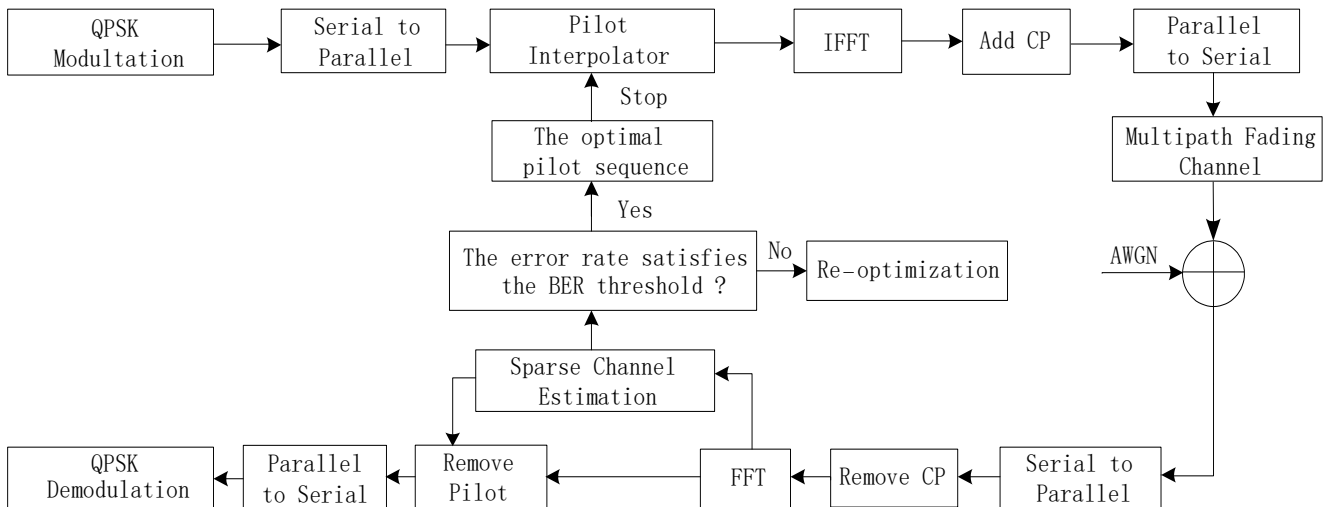 QPSK
Modultation
Serial to
Parallel
Pilot
Interpolator
IFFT
Add CP
Parallel
to Serial
Stop
The optimal
pilot sequence
Multipath Fading
Channel
Yes
The error rate satisfies
the BER threshold ?
No
Re-optimization
AWGN
Sparse Channel
Estimation
QPSK
Demodulation
Parallel
to Serial
Remove
Pilot
FFT
Remove CP
Serial to
Parallel